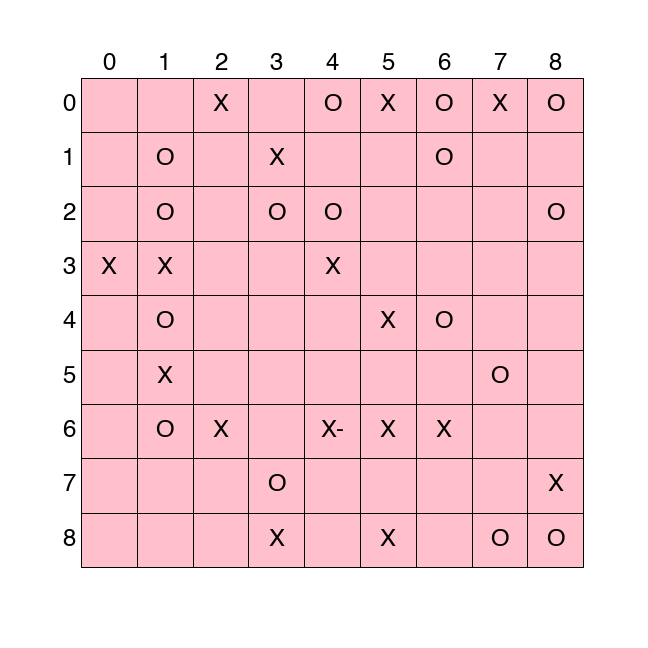 0 1 2 3 4 5 6 7 8
0 X O X O X O
1 O X O
2 O O O O
3 X X X
4 O X O
5 X O
6 O X X- X X
7 O X
8 X X O O